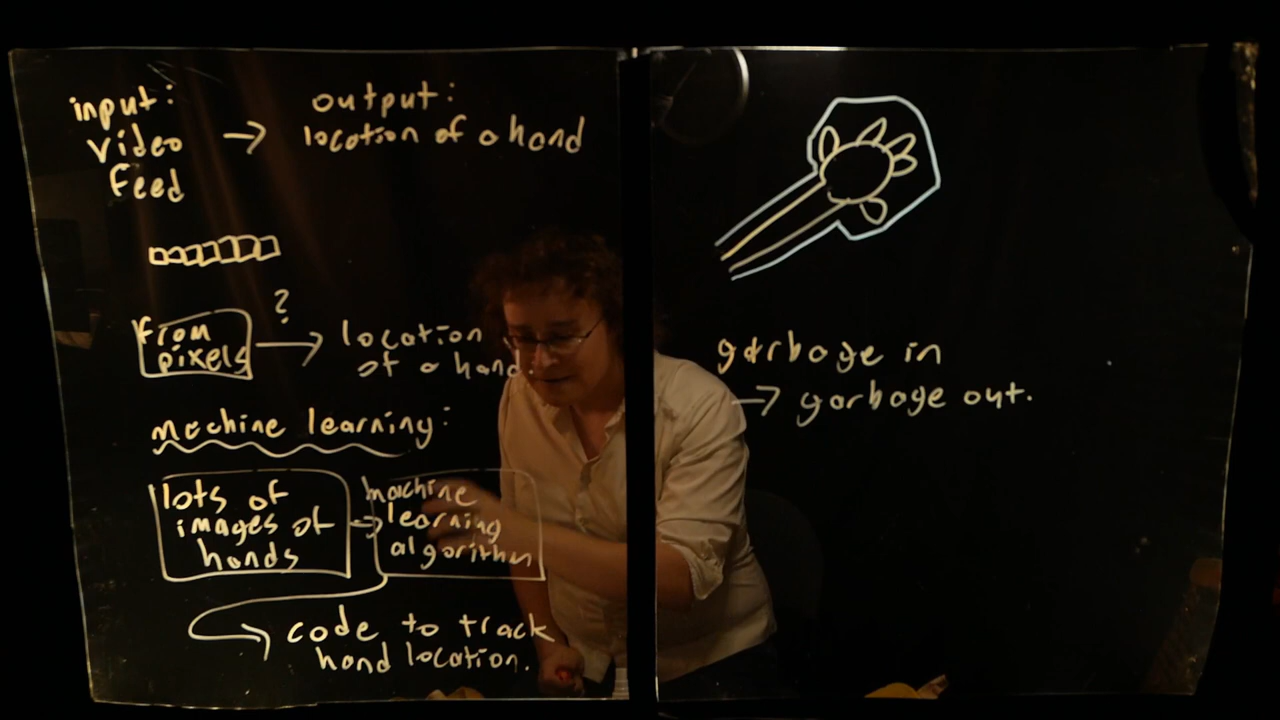 input:
video
feed
→
output:
location of a hand
from
pixels
?
→
location
of a hand.
machine learning:
lots of
images of
hands
⇒
machine
learning
algorithm
code to track
hand location.
garbage in
→ garbage out.